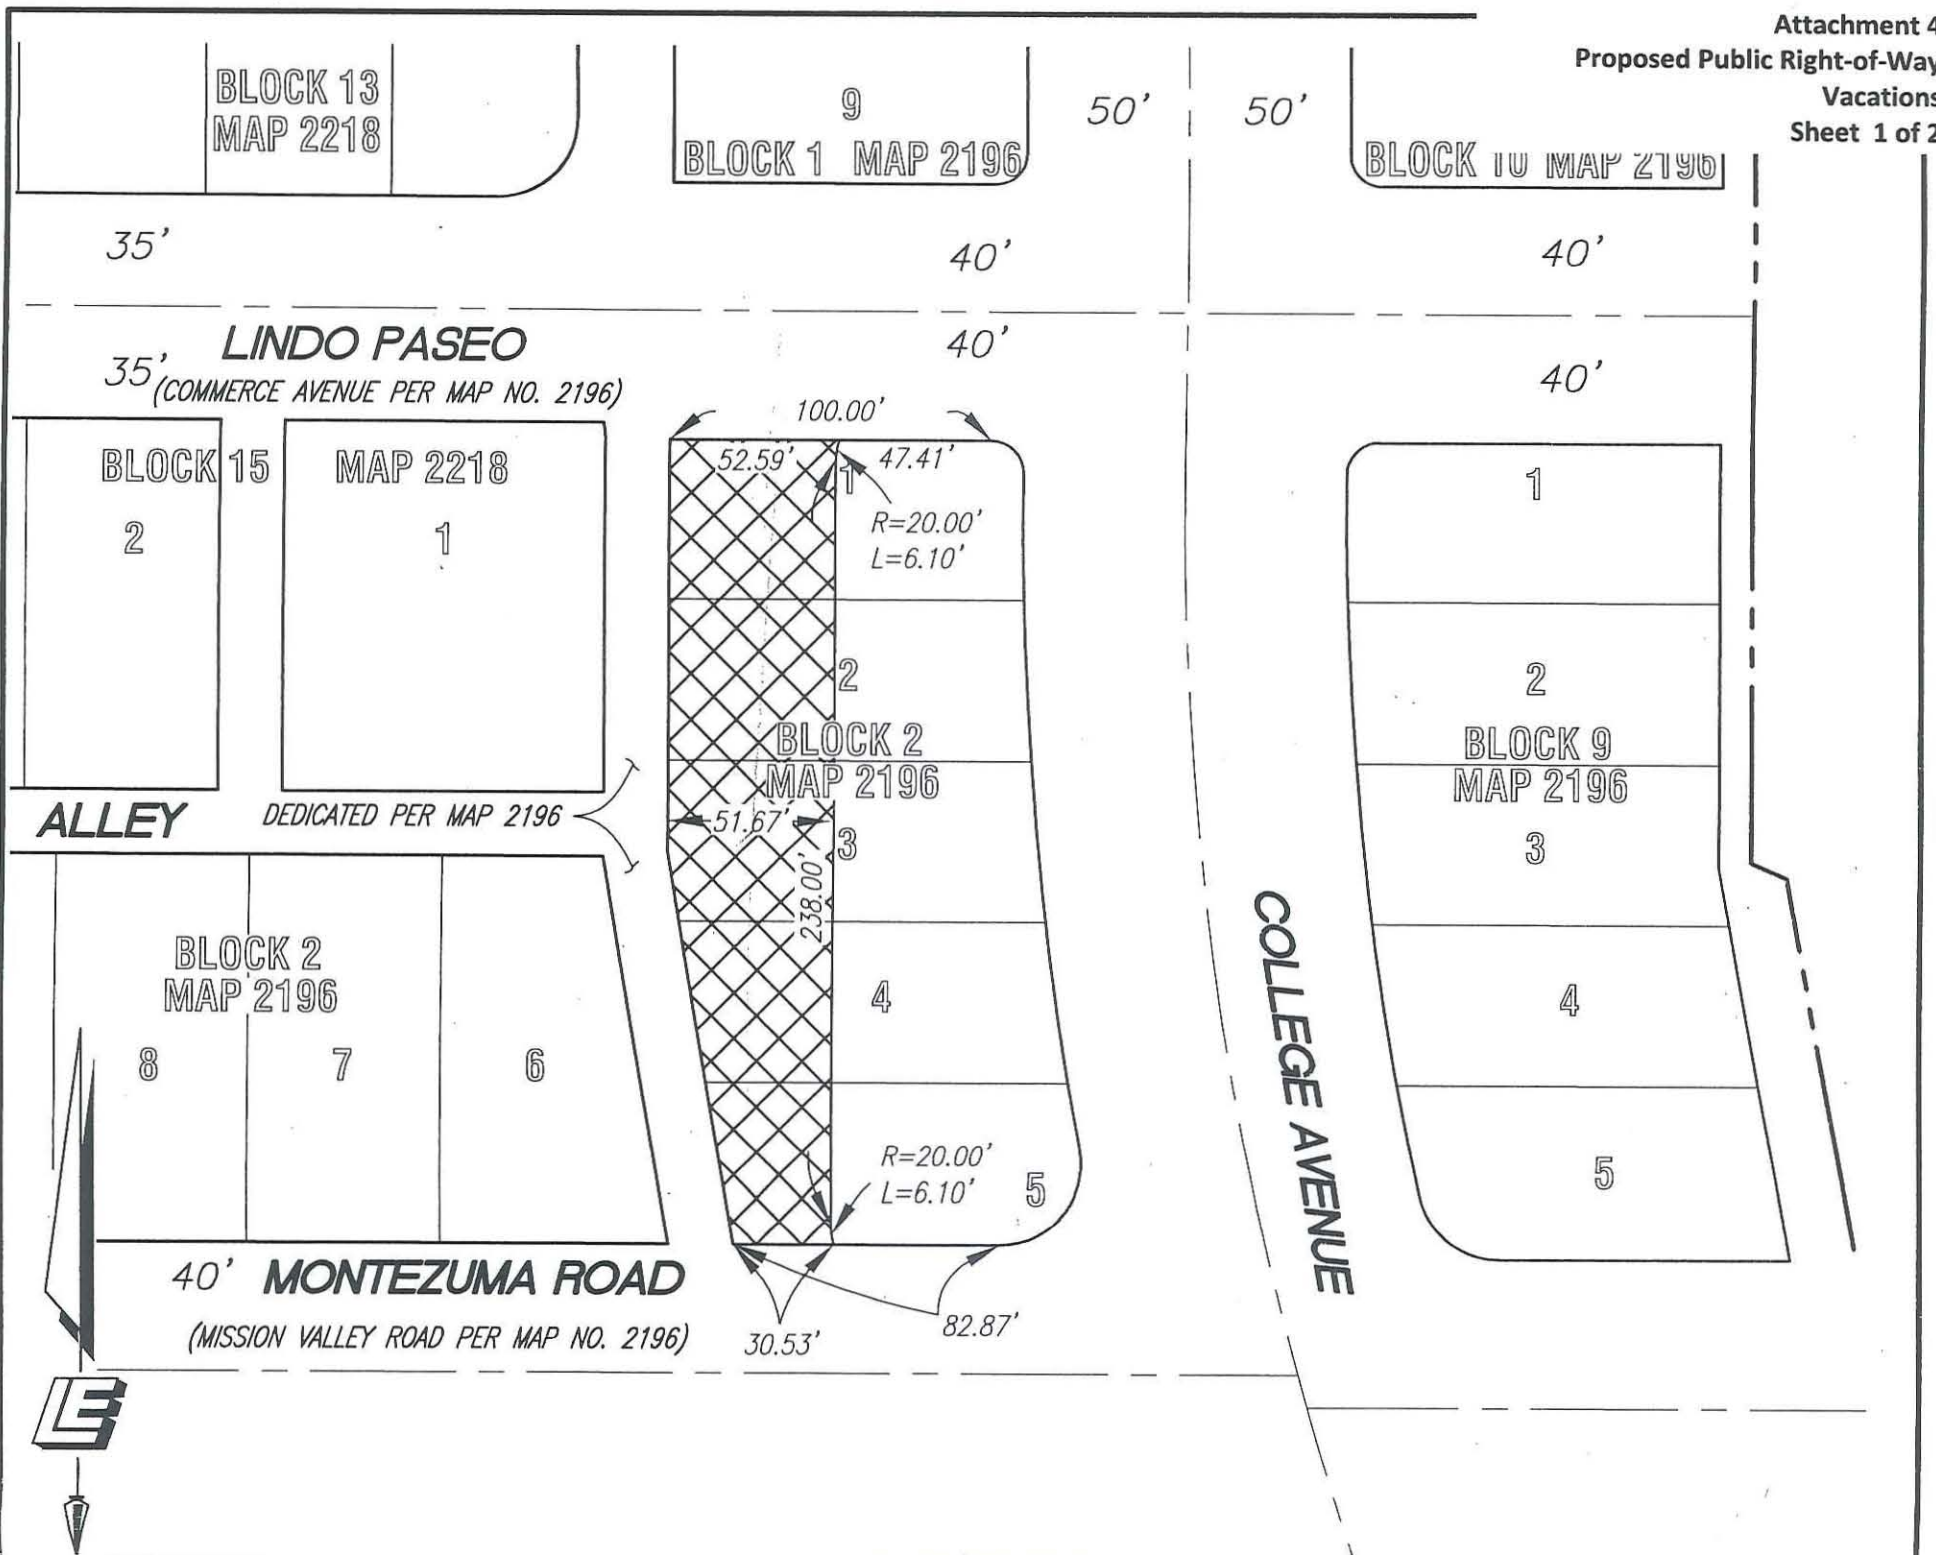 Attachment 4
Proposed Public Right-of-Way
Vacations
Sheet 1 of 2
BLOCK 13
MAP 2218
9
BLOCK 1 MAP 2196
50'
50'
BLOCK 10 MAP 2196
35'
40'
40'
LINDO PASEO
35'
(COMMERCE AVENUE PER MAP NO. 2196)
40'
40'
100.00'
52.59'
47.41'
1
R=20.00'
L=6.10'
BLOCK 15
MAP 2218
2
1
1
2
2
BLOCK 2
MAP 2196
BLOCK 9
MAP 2196
ALLEY
DEDICATED PER MAP 2196
51.67'
3
3
238.00'
BLOCK 2
MAP 2196
4
4
8
7
6
COLLEGE AVENUE
R=20.00'
L=6.10'
5
5
40' MONTEZUMA ROAD
(MISSION VALLEY ROAD PER MAP NO. 2196)
30.53'
82.87'
LE